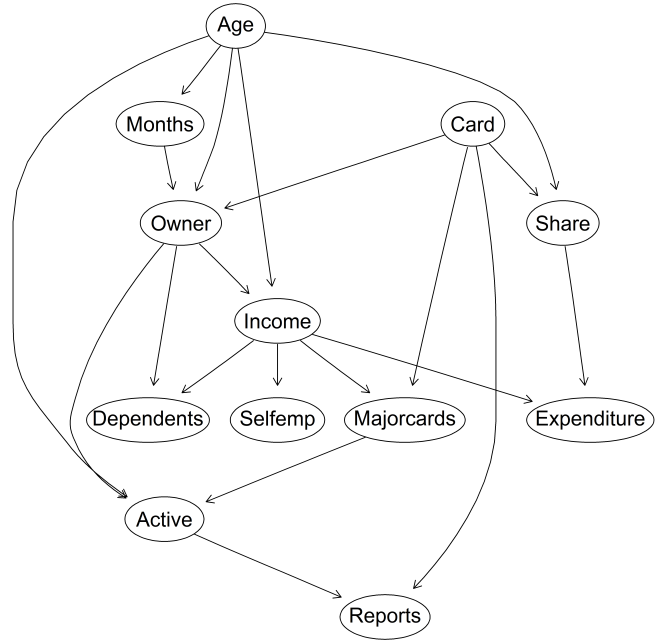 Age
Months
Card
Owner
Share
Income
Dependents
Selfemp
Majorcards
Expenditure
Active
Reports